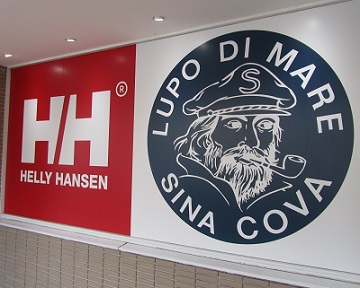 HH
®
HELLY HANSEN
LUPO DI MARE
S
SINA COVA